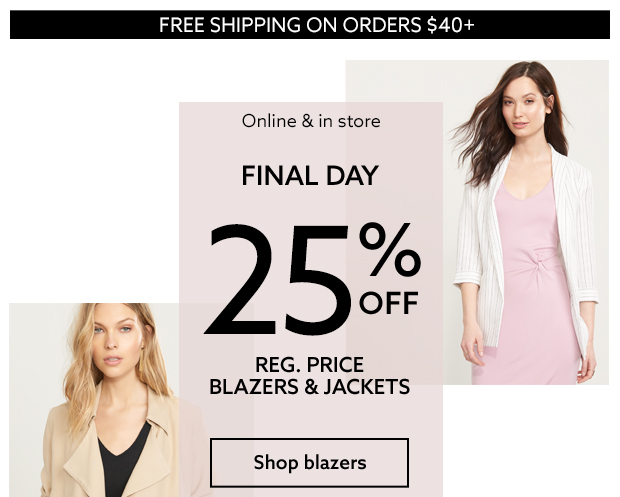 FREE SHIPPING ON ORDERS $40+
Online & in store
FINAL DAY
25%
OFF
REG. PRICE
BLAZERS & JACKETS
Shop blazers